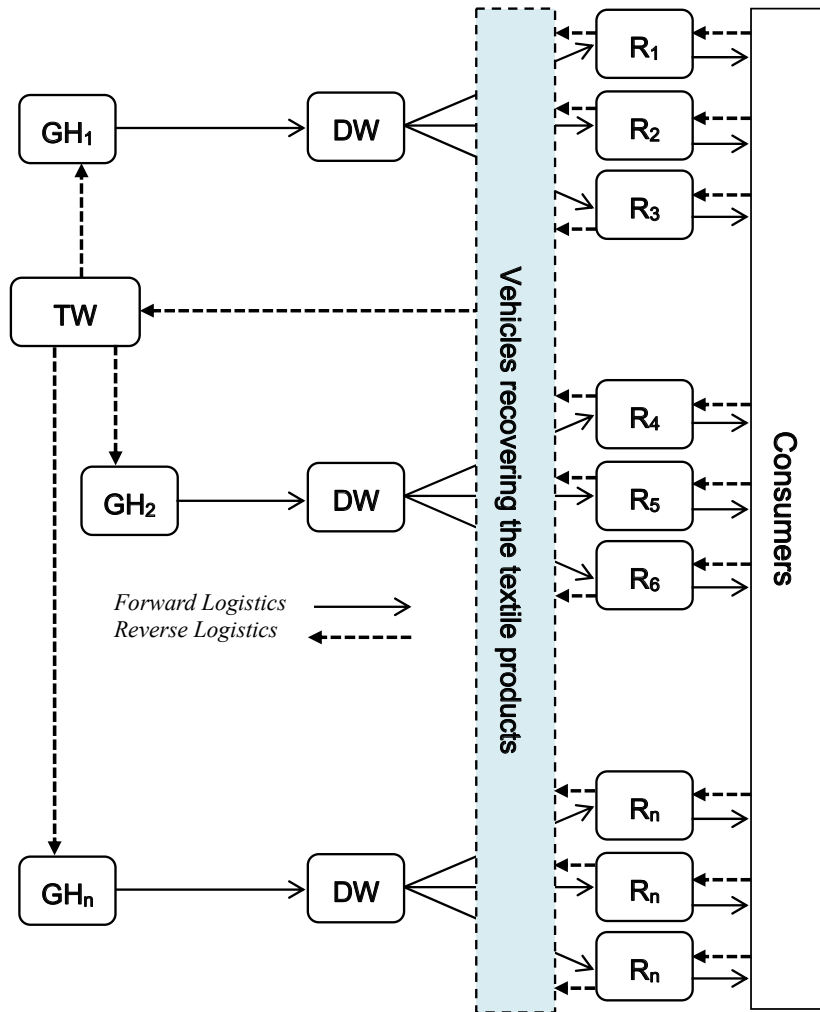 R1
GH1
DW
R2
R3
TW
Vehicles recovering the textile products
Consumers
R4
GH2
DW
R5
R6
Forward Logistics
Reverse Logistics
Rn
GHn
DW
Rn
Rn